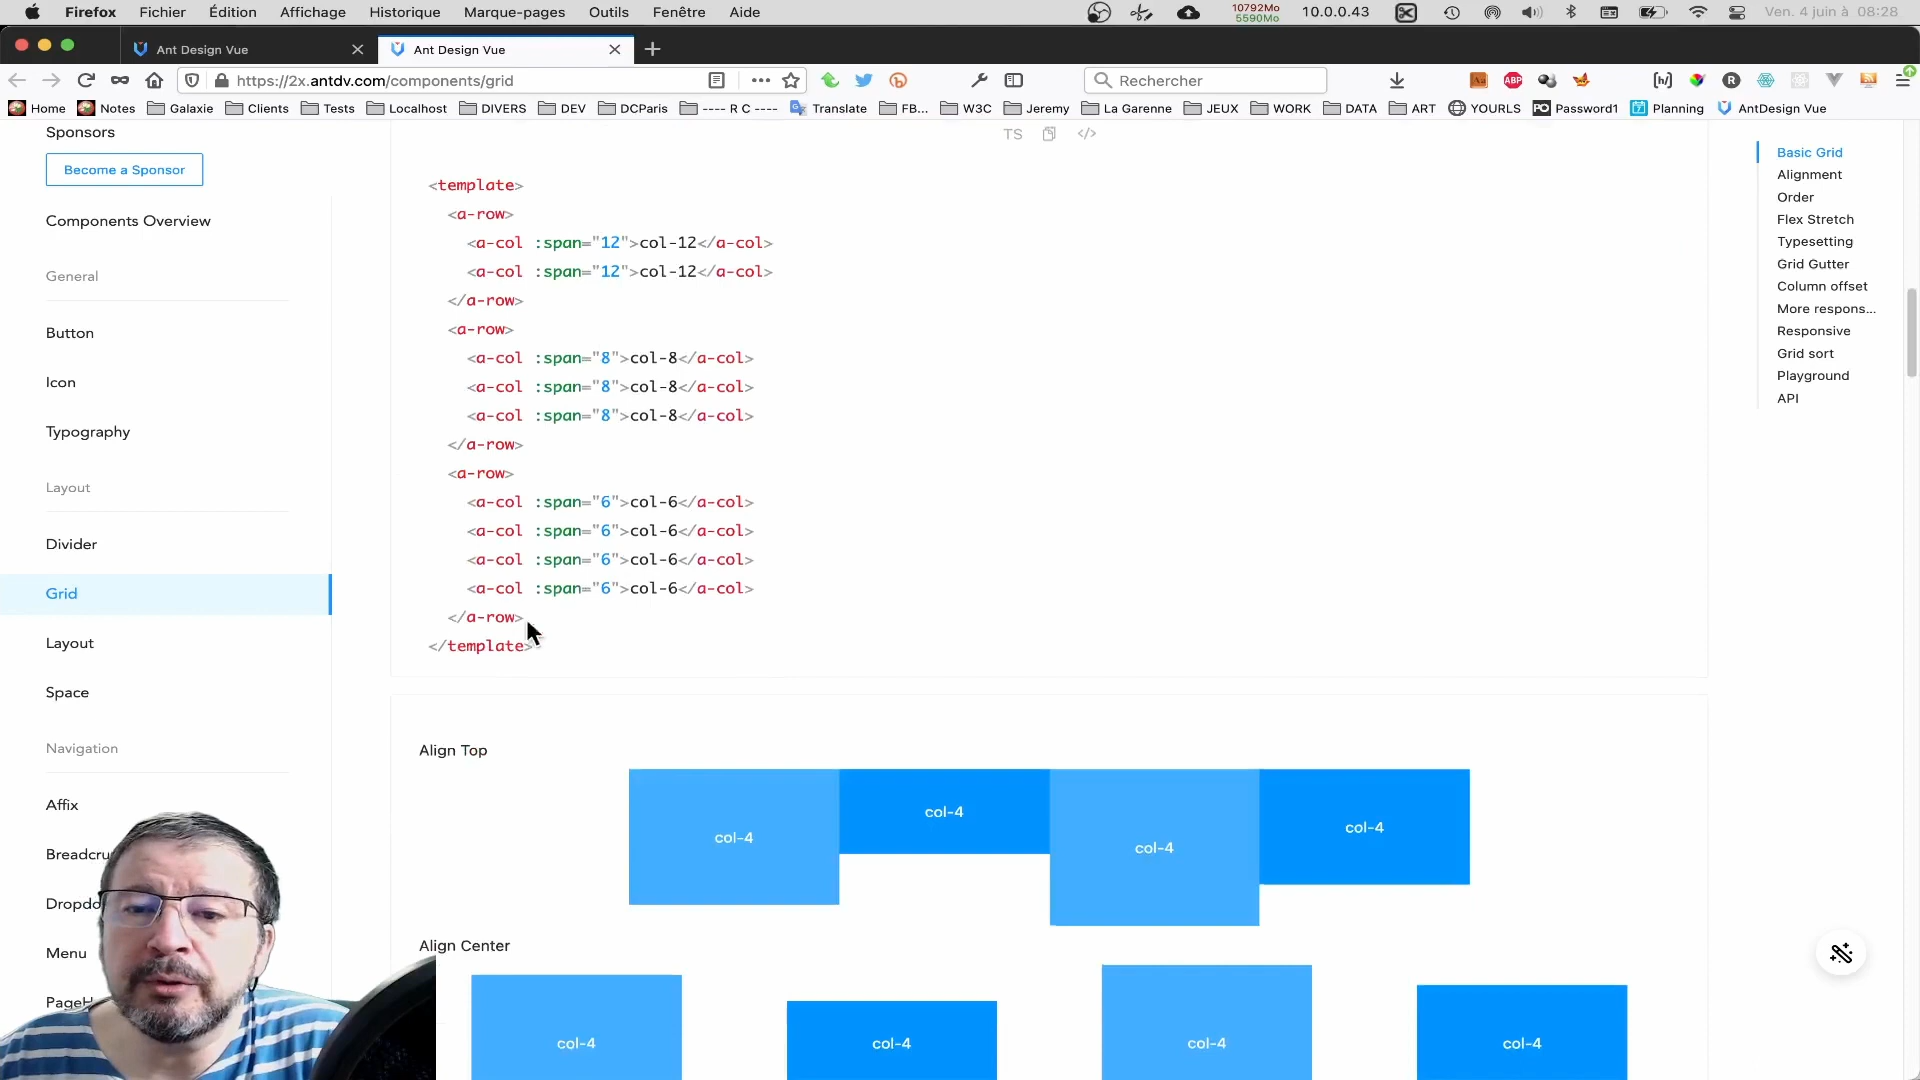 Firefox Fichier Édition Affichage Historique Marque-pages Outils Fenêtre Aide 10792Mo 5590Mo 10.0.0.43 Ven. 4 juin à 08:28
Ant Design Vue
Ant Design Vue
https://2x.antdv.com/components/grid
Rechercher
Home Notes Galaxie Clients Tests Localhost DIVERS DEV DCParis ---- R C ---- Translate FB... W3C Jeremy La Garenne JEUX WORK DATA ART YOURLS Password1 Planning AntDesign Vue
Sponsors
Become a Sponsor
Components Overview
General
Button
Icon
Typography
Layout
Divider
Grid
Layout
Space
Navigation
Affix
Breadcru
Dropdo
Menu
PageH
TS
</>
<template>
<a-row>
<a-col :span="12">col-12</a-col>
<a-col :span="12">col-12</a-col>
</a-row>
<a-row>
<a-col :span="8">col-8</a-col>
<a-col :span="8">col-8</a-col>
<a-col :span="8">col-8</a-col>
</a-row>
<a-row>
<a-col :span="6">col-6</a-col>
<a-col :span="6">col-6</a-col>
<a-col :span="6">col-6</a-col>
<a-col :span="6">col-6</a-col>
</a-row>
</template>
Align Top
col-4 col-4 col-4 col-4
Align Center
col-4 col-4 col-4 col-4
Basic Grid
Alignment
Order
Flex Stretch
Typesetting
Grid Gutter
Column offset
More respons...
Responsive
Grid sort
Playground
API